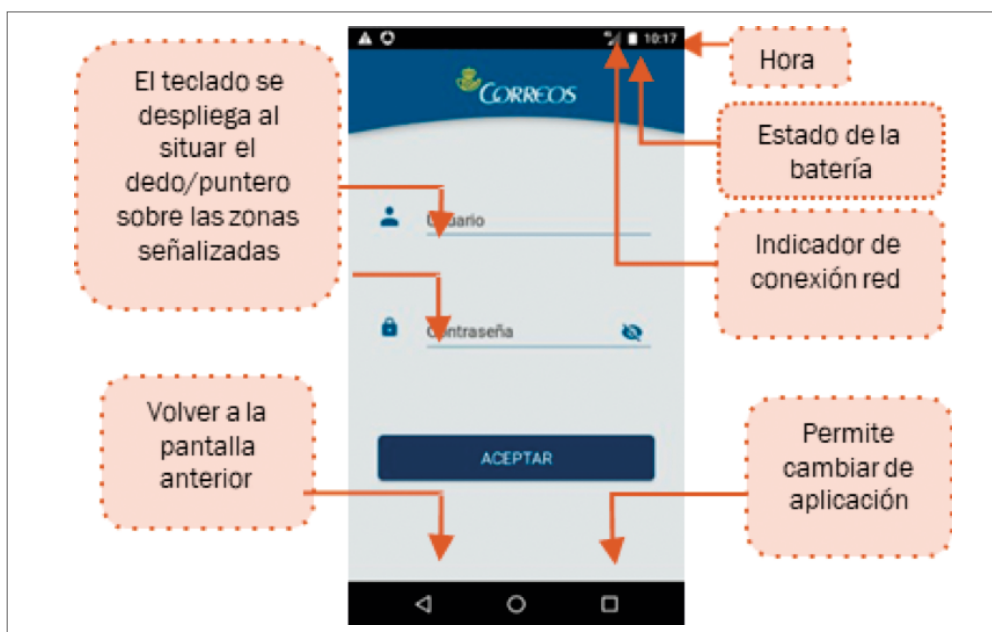 El teclado se
despliega al
situar el
dedo/puntero
sobre las zonas
señalizadas
10:17
CORREOS
Hora
Estado de la
batería
Usuario
Indicador de
conexión red
Contraseña
Volver a la
pantalla
anterior
ACEPTAR
Permite
cambiar de
aplicación